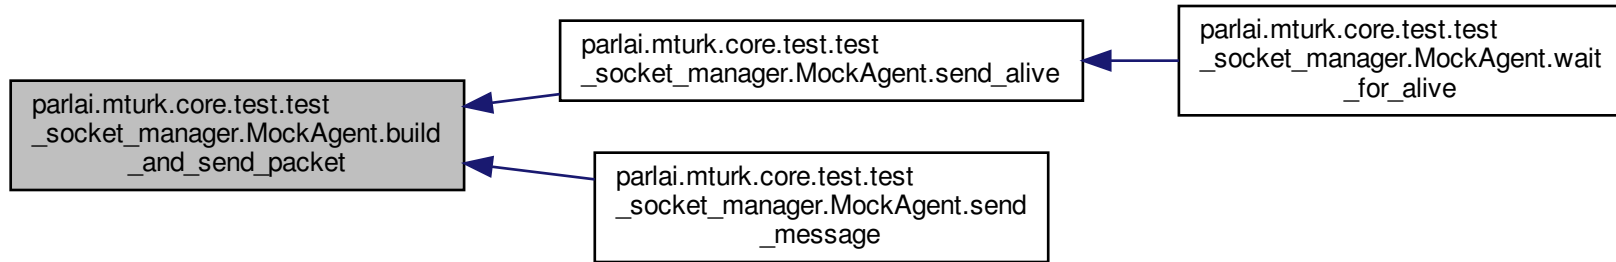 parlai.mturk.core.test.test
_socket_manager.MockAgent.build
_and_send_packet
parlai.mturk.core.test.test
_socket_manager.MockAgent.send_alive
parlai.mturk.core.test.test
_socket_manager.MockAgent.wait
_for_alive
parlai.mturk.core.test.test
_socket_manager.MockAgent.send
_message